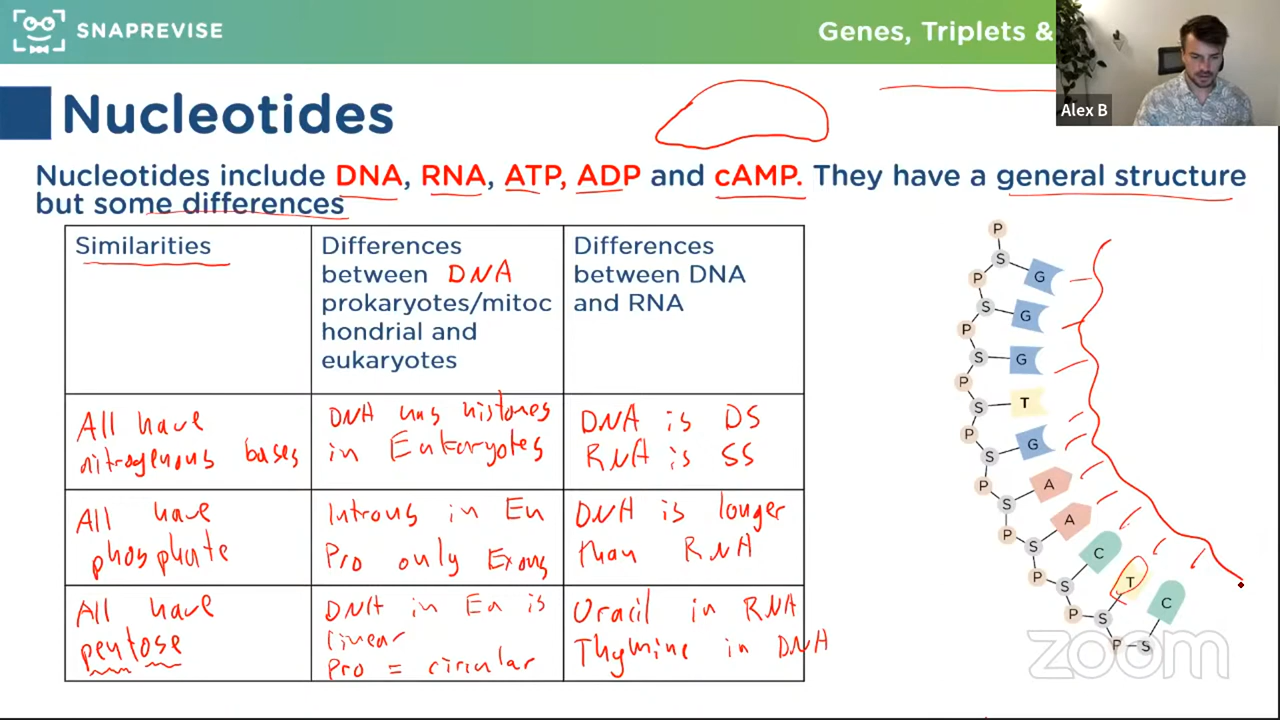 SNAPREVISE
Genes, Triplets &
Alex B
Nucleotides
Nucleotides include DNA, RNA, ATP, ADP and cAMP. They have a general structure
but some differences
Similarities
Differences
between DNA
prokaryotes/mitoc
hondrial and
eukaryotes
Differences
between DNA
and RNA
All have
nitrogenous bases
DNA has histones
in Eukaryotes
DNA is DS
RNA is SS
All have
phosphate
Introns in Eu
Pro only Exons
DNA is longer
than RNA
All have
pentose
DNA in Eu is
linear
Pro = circular
Uracil in RNA
Thymine in DNA
P
S
G
P
S
G
P
S
G
P
S
T
P
S
G
P
S
A
P
S
A
P
S
C
P
S
T
P
S
C
zoom